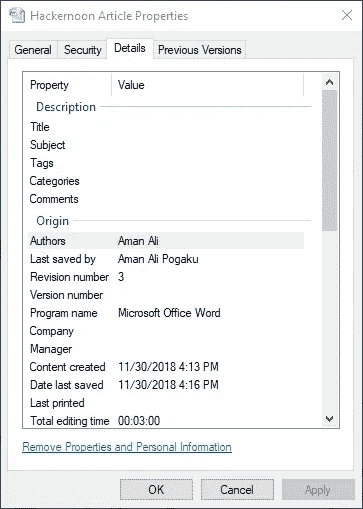 Hackernoon Article Properties
General Security Details Previous Versions
Property Value
Description
Title
Subject
Tags
Categories
Comments
Origin
Authors Aman Ali
Last saved by Aman Ali Pogaku
Revision number 3
Version number
Program name Microsoft Office Word
Company
Manager
Content created 11/30/2018 4:13 PM
Date last saved 11/30/2018 4:16 PM
Last printed
Total editing time 00:03:00
Remove Properties and Personal Information
OK Cancel Apply